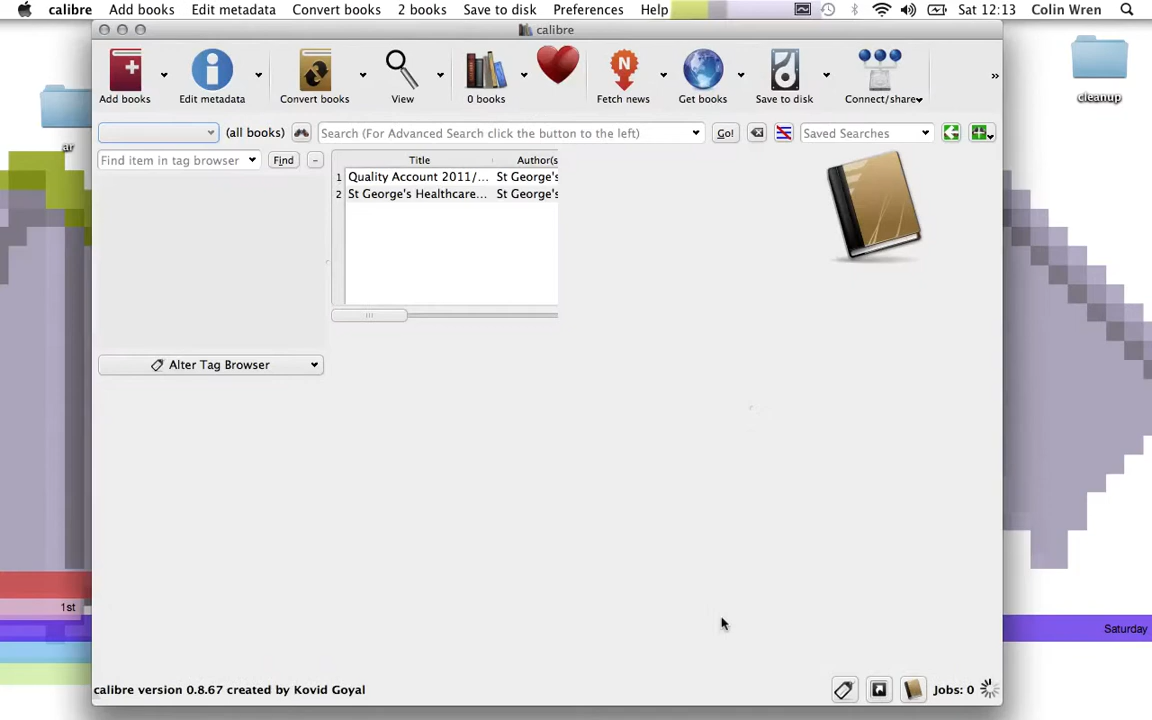 calibre Add books Edit metadata Convert books 2 books Save to disk Preferences Help Sat 12:13 Colin Wren
calibre
Add books Edit metadata Convert books View 0 books Fetch news Get books Save to disk Connect/share »
(all books) Search (For Advanced Search click the button to the left) Go! Saved Searches
Find item in tag browser Find - Title Author(s
1 Quality Account 2011/... St George's
2 St George's Healthcare... St George's
Alter Tag Browser
ar
cleanup
1st
Saturday
calibre version 0.8.67 created by Kovid Goyal Jobs: 0